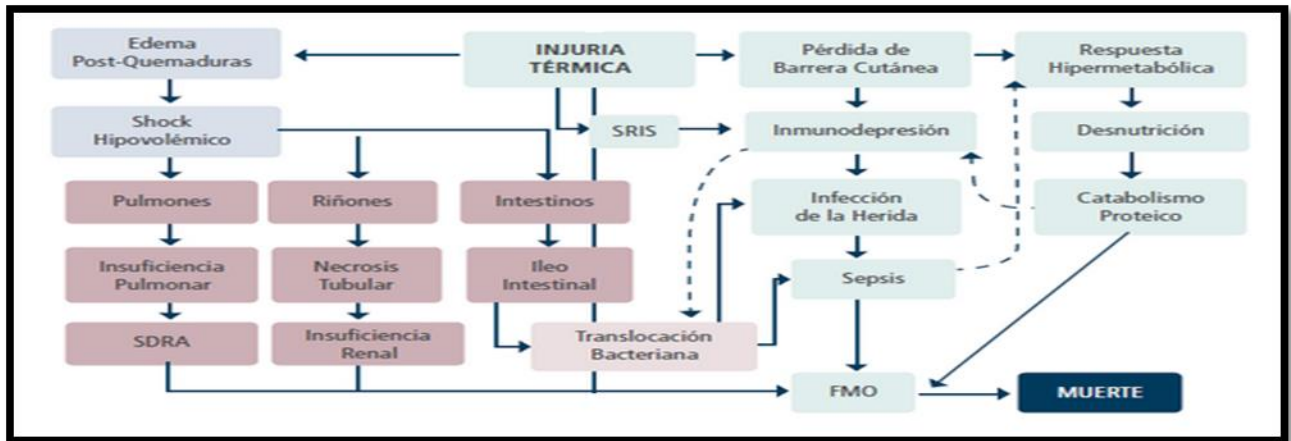 Edema
Post-Quemaduras
INJURIA
TÉRMICA
Pérdida de
Barrera Cutánea
Respuesta
Hipermetabólica
Shock
Hipovolémico
SRIS
Inmunodepresión
Desnutrición
Pulmones
Riñones
Intestinos
Infección
de la Herida
Catabolismo
Proteico
Insuficiencia
Pulmonar
Necrosis
Tubular
Ileo
Intestinal
Sepsis
SDRA
Insuficiencia
Renal
Translocación
Bacteriana
FMO
MUERTE